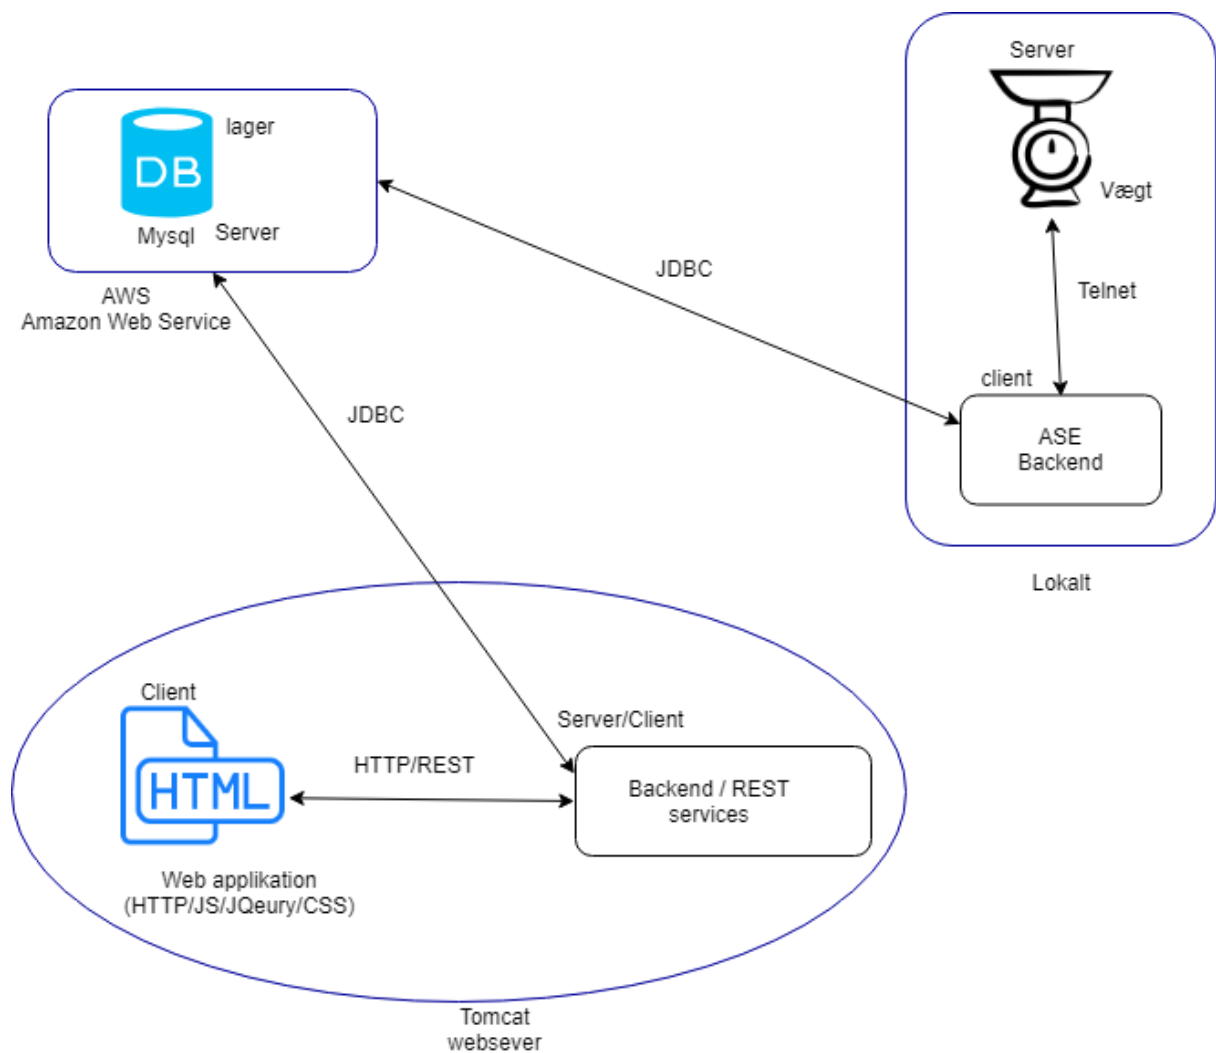 Server
Vægt
Telnet
client
ASE
Backend
Lokalt
lager
DB
Mysql
Server
AWS
Amazon Web Service
JDBC
JDBC
Client
HTML
HTTP/REST
Server/Client
Backend / REST
services
Web applikation
(HTTP/JS/JQeury/CSS)
Tomcat
websever